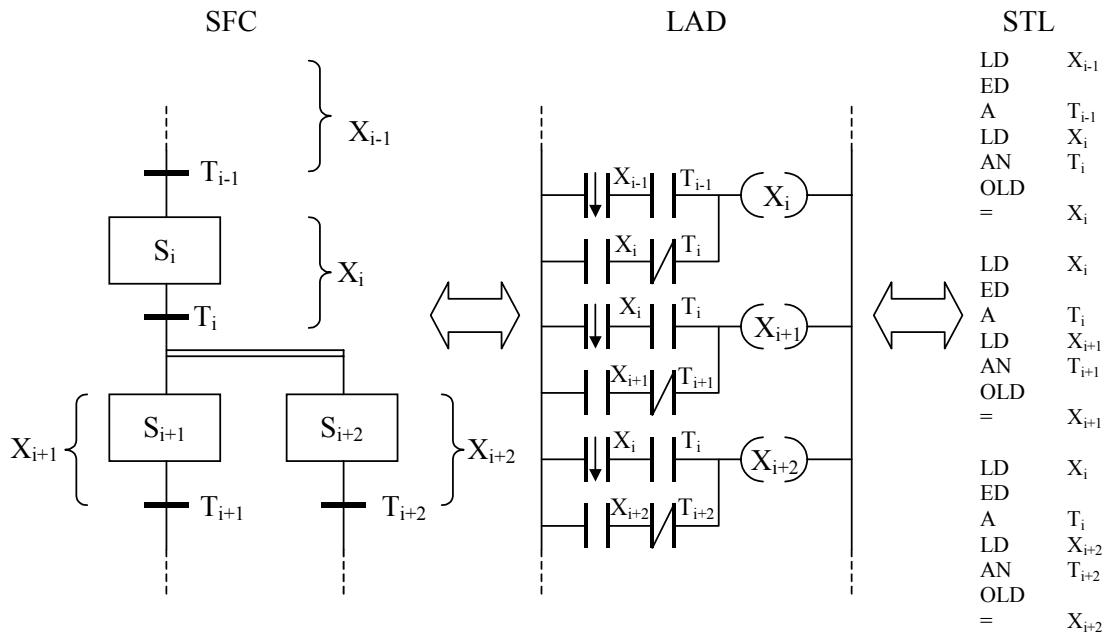 SFC
X_{i-1}
T_{i-1}
S_i
X_i
T_i
S_{i+1}
S_{i+2}
X_{i+1}
X_{i+2}
T_{i+1}
T_{i+2}
LAD
X_{i-1} T_{i-1} X_i
X_i T_i
X_i T_i X_{i+1}
X_{i+1} T_{i+1}
X_i T_i X_{i+2}
X_{i+2} T_{i+2}
STL
LD X_{i-1}
ED
A T_{i-1}
LD X_i
AN T_i
OLD
= X_i
LD X_i
ED
A T_i
LD X_{i+1}
AN T_{i+1}
OLD
= X_{i+1}
LD X_i
ED
A T_i
LD X_{i+2}
AN T_{i+2}
OLD
= X_{i+2}